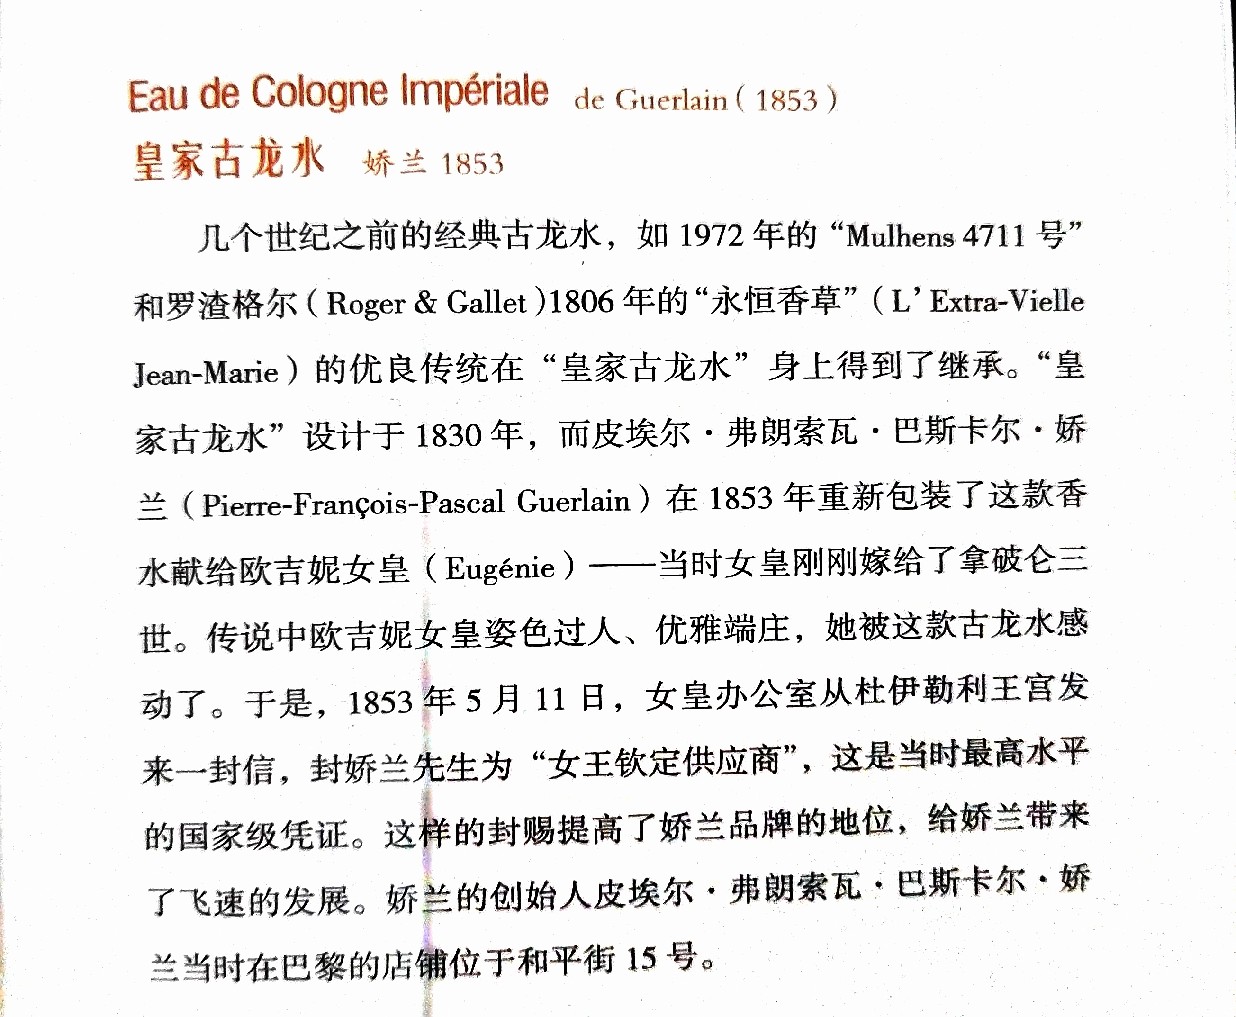 Eau de Cologne Impériale de Guerlain ( 1853 )
皇家古龙水 娇兰 1853
几个世纪之前的经典古龙水，如 1972 年的“Mulhens 4711 号”
和罗渣格尔（Roger & Gallet）1806 年的“永恒香草”（L’Extra-Vielle
Jean-Marie）的优良传统在“皇家古龙水”身上得到了继承。“皇
家古龙水”设计于 1830 年，而皮埃尔·弗朗索瓦·巴斯卡尔·娇
兰（Pierre-François-Pascal Guerlain）在 1853 年重新包装了这款香
水献给欧吉妮女皇（Eugénie）——当时女皇刚刚嫁给了拿破仑三
世。传说中欧吉妮女皇姿色过人、优雅端庄，她被这款古龙水感
动了。于是，1853 年 5 月 11 日，女皇办公室从杜伊勒利王宫发
来一封信，封娇兰先生为“女王钦定供应商”，这是当时最高水平
的国家级凭证。这样的封赐提高了娇兰品牌的地位，给娇兰带来
了飞速的发展。娇兰的创始人皮埃尔·弗朗索瓦·巴斯卡尔·娇
兰当时在巴黎的店铺位于和平街 15 号。